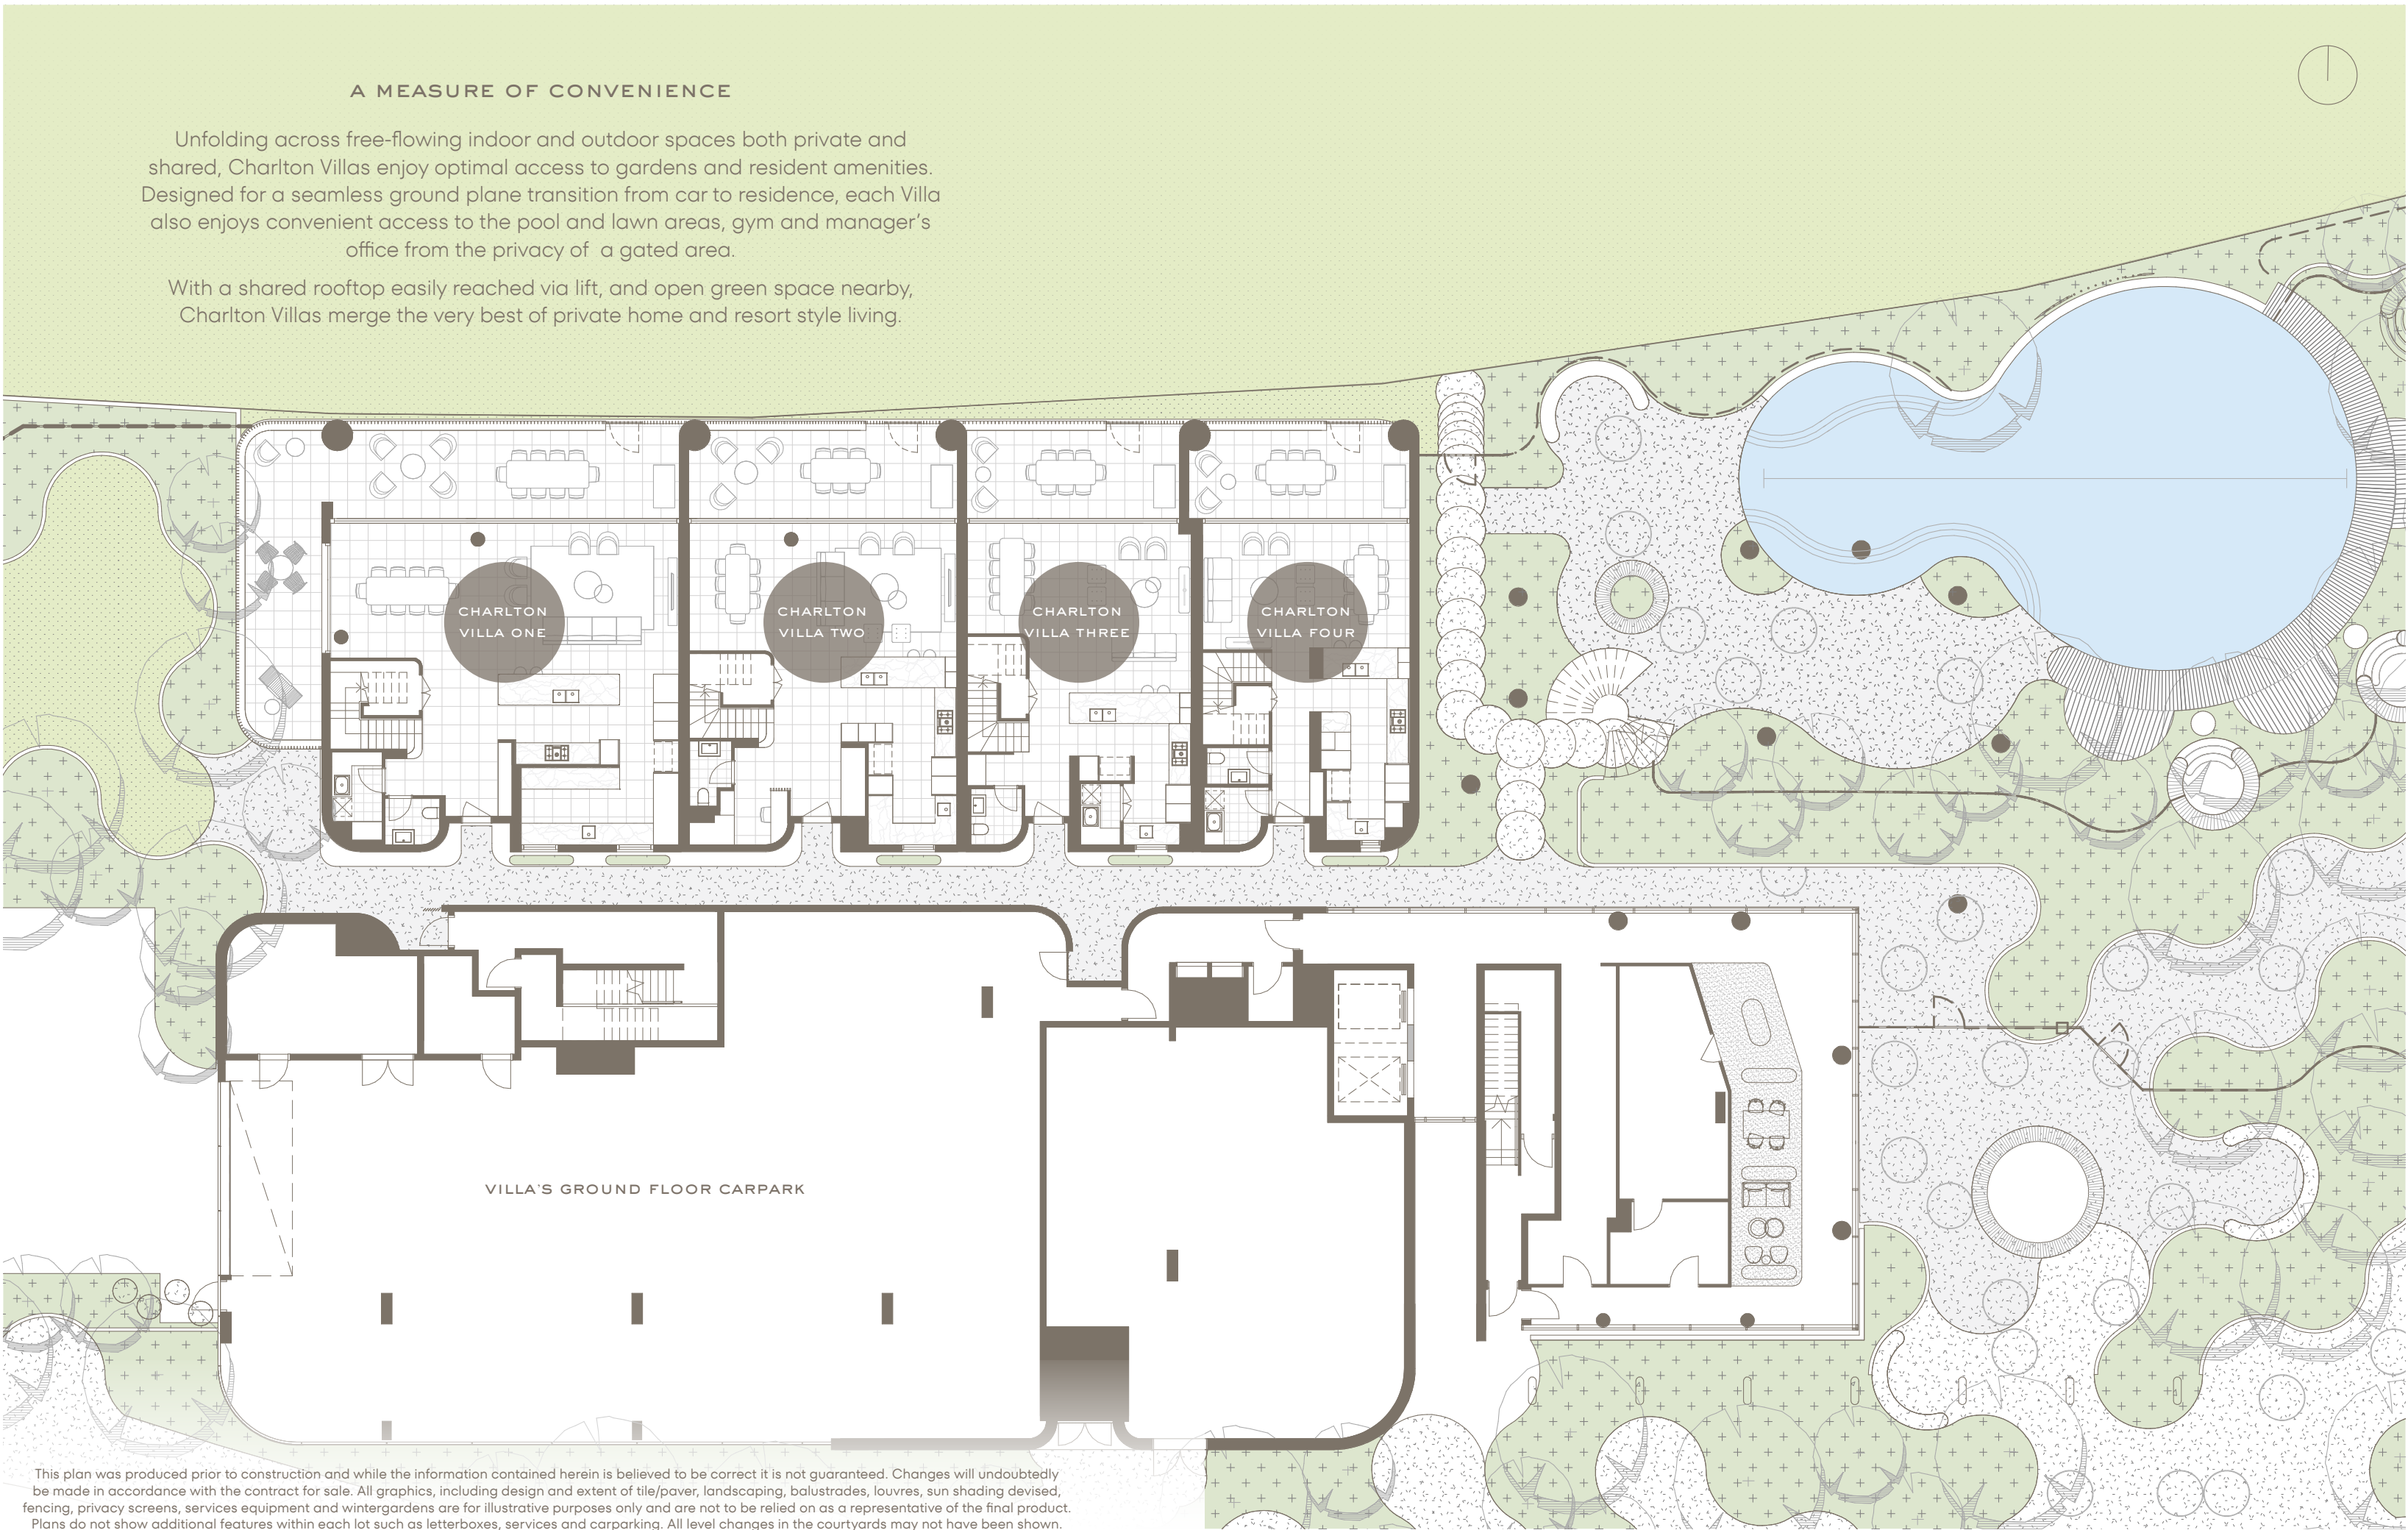 A MEASURE OF CONVENIENCE
Unfolding across free-flowing indoor and outdoor spaces both private and
shared, Charlton Villas enjoy optimal access to gardens and resident amenities.
Designed for a seamless ground plane transition from car to residence, each Villa
also enjoys convenient access to the pool and lawn areas, gym and manager's
office from the privacy of a gated area.
With a shared rooftop easily reached via lift, and open green space nearby,
Charlton Villas merge the very best of private home and resort style living.
CHARLTON
VILLA ONE
CHARLTON
VILLA TWO
CHARLTON
VILLA THREE
CHARLTON
VILLA FOUR
VILLA'S GROUND FLOOR CARPARK
This plan was produced prior to construction and while the information contained herein is believed to be correct it is not guaranteed. Changes will undoubtedly
be made in accordance with the contract for sale. All graphics, including design and extent of tile/paver, landscaping, balustrades, louvres, sun shading devised,
fencing, privacy screens, services equipment and wintergardens are for illustrative purposes only and are not to be relied on as a representative of the final product.
Plans do not show additional features within each lot such as letterboxes, services and carparking. All level changes in the courtyards may not have been shown.